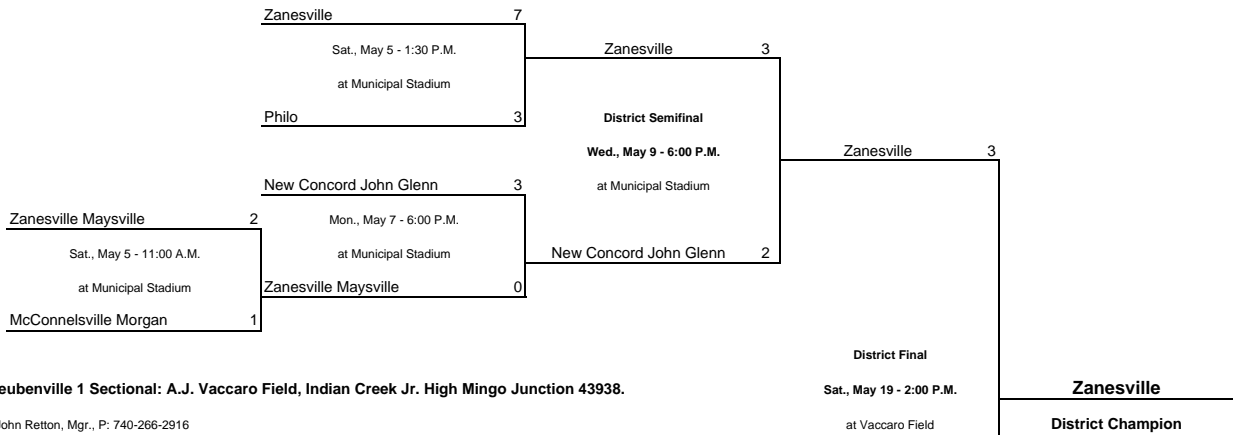 Zanesville 7
Sat., May 5 - 1:30 P.M.
Zanesville 3
at Municipal Stadium
Philo 3
District Semifinal
Wed., May 9 - 6:00 P.M.
Zanesville 3
New Concord John Glenn 3
at Municipal Stadium
Zanesville Maysville 2
Mon., May 7 - 6:00 P.M.
Sat., May 5 - 11:00 A.M.
at Municipal Stadium
New Concord John Glenn 2
at Municipal Stadium
Zanesville Maysville 0
McConnelsville Morgan 1
District Final
eubenville 1 Sectional: A.J. Vaccaro Field, Indian Creek Jr. High Mingo Junction 43938.
Sat., May 19 - 2:00 P.M.
Zanesville
ohn Retton, Mgr., P: 740-266-2916
at Vaccaro Field
District Champion